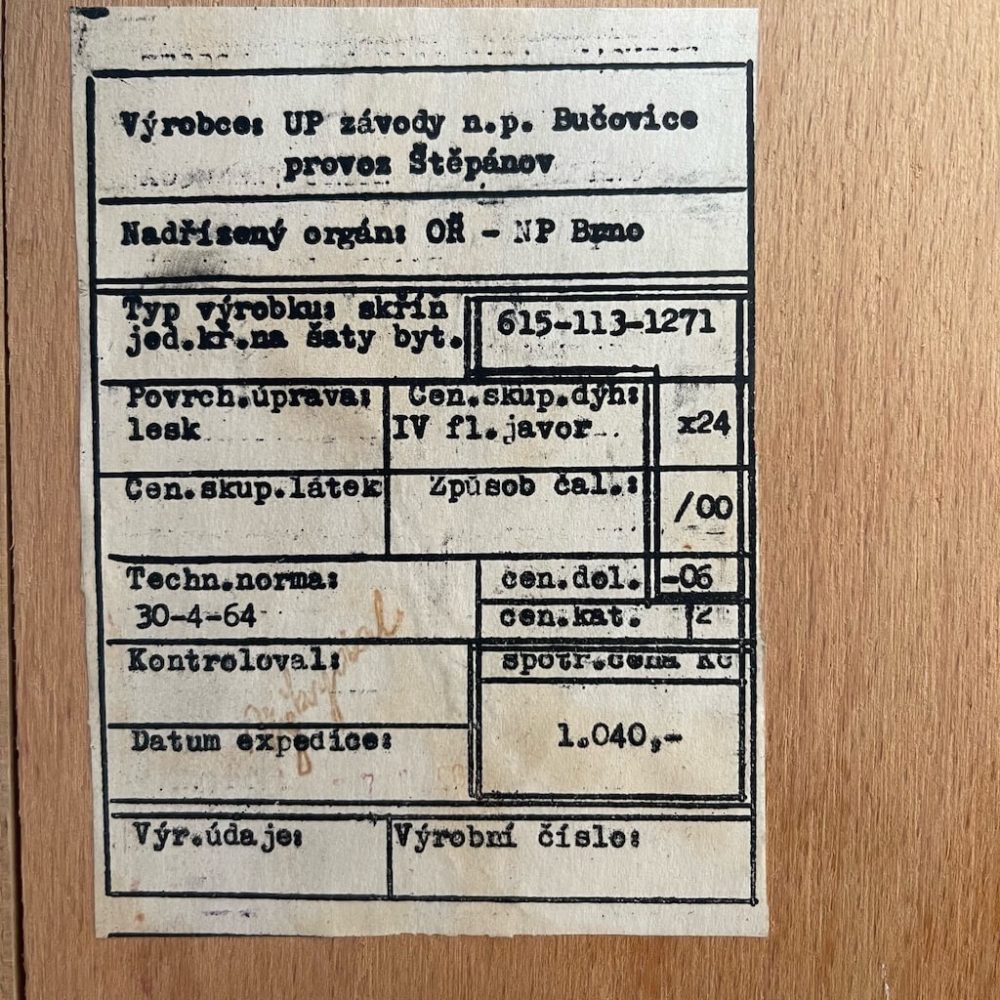 Výrobce: UP závody n.p. Bučovice
provoz Štěpánov
Nadřízený orgán: OŘ - NP Brno
Typ výrobku: skříň
jed.kř.na šaty byt.
615-113-1271
Povrch.úprava:
lesk
Cen.skup.dýh:
IV fl.javor
x24
Cen.skup.látek
Způsob čal.:
/00
Techn.norma:
30-4-64
cen.dol.
-06
cen.kat.
2
Kontroloval:
spotř.cena Kč
Datum expedice:
1.040,-
Výr.údaje:
Výrobní číslo: